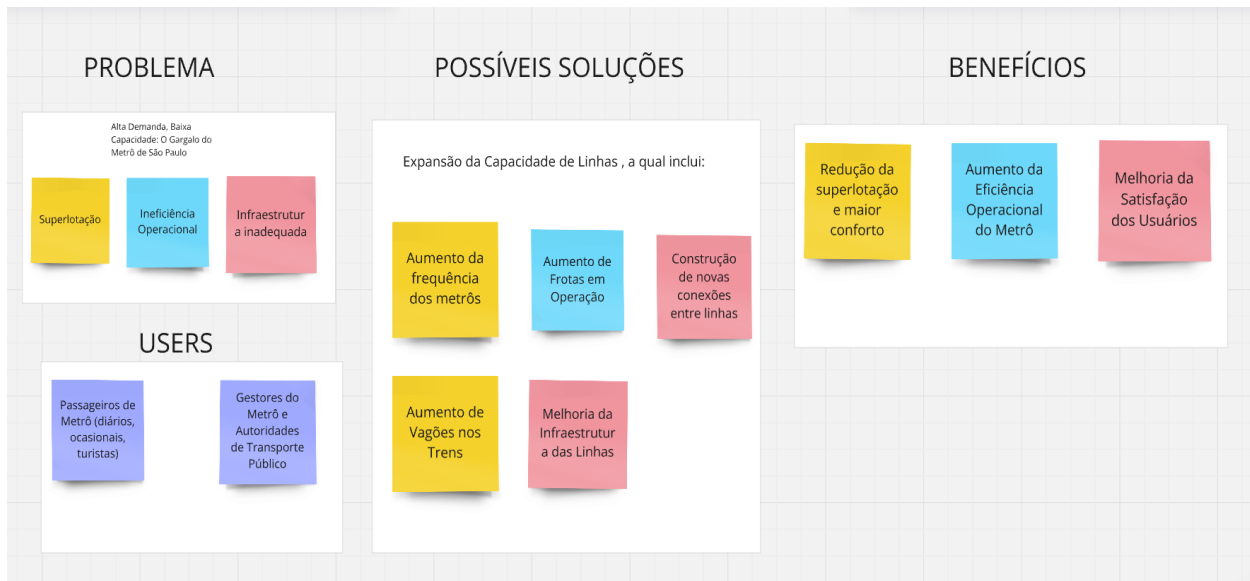 PROBLEMA
Alta Demanda, Baixa
Capacidade: O Gargalo do
Metrô de São Paulo
Superlotação
Ineficiência
Operacional
Infraestrutur
a inadequada
USERS
Passageiros de
Metrô (diários,
ocasionais,
turistas)
Gestores do
Metrô e
Autoridades
de Transporte
Público
POSSÍVEIS SOLUÇÕES
Expansão da Capacidade de Linhas , a qual inclui:
Aumento da
frequência
dos metrôs
Aumento de
Frotas em
Operação
Construção
de novas
conexões
entre linhas
Aumento de
Vagões nos
Trens
Melhoria da
Infraestrutur
a das Linhas
BENEFÍCIOS
Redução da
superlotação
e maior
conforto
Aumento da
Eficiência
Operacional
do Metrô
Melhoria da
Satisfação
dos Usuários